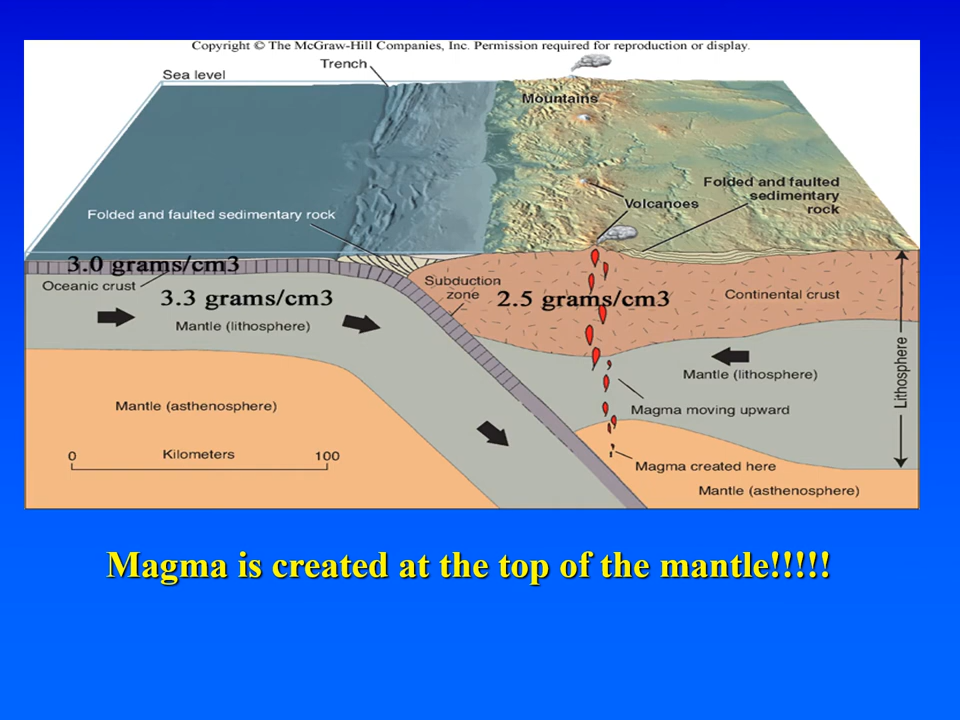 Copyright © The McGraw-Hill Companies, Inc. Permission required for reproduction or display.
Trench
Sea level
Mountains
Folded and faulted
sedimentary
rock
Volcanoes
Folded and faulted sedimentary rock
3.0 grams/cm3
Oceanic crust
3.3 grams/cm3
Subduction
zone
2.5 grams/cm3
Continental crust
Mantle (lithosphere)
Mantle (lithosphere)
Lithosphere
Mantle (asthenosphere)
Magma moving upward
0 Kilometers 100
Magma created here
Mantle (asthenosphere)
Magma is created at the top of the mantle!!!!!